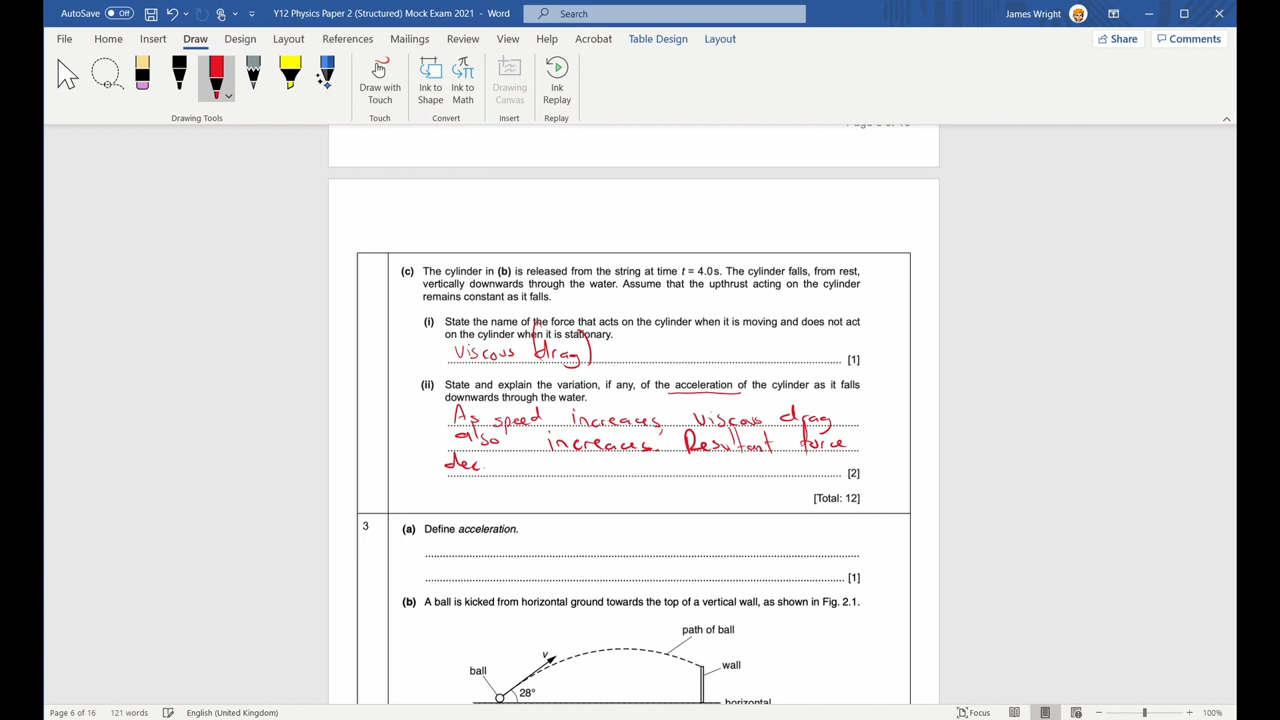 AutoSave Off Y12 Physics Paper 2 (Structured) Mock Exam 2021 - Word Search James Wright
File Home Insert Draw Design Layout References Mailings Review View Help Acrobat Table Design Layout Share Comments
Draw with Touch
Ink to Shape
Ink to Math
Drawing Canvas
Ink Replay
Drawing Tools Touch Convert Insert Replay
(c) The cylinder in (b) is released from the string at time t = 4.0 s. The cylinder falls, from rest,
vertically downwards through the water. Assume that the upthrust acting on the cylinder
remains constant as it falls.
(i) State the name of the force that acts on the cylinder when it is moving and does not act
on the cylinder when it is stationary.
viscous (drag) [1]
(ii) State and explain the variation, if any, of the acceleration of the cylinder as it falls
downwards through the water.
As speed increases, viscous drag
also increases. Resultant force
dec [2]
[Total: 12]
3 (a) Define acceleration.
[1]
(b) A ball is kicked from horizontal ground towards the top of a vertical wall, as shown in Fig. 2.1.
path of ball
v
wall
ball
28°
horizontal
Page 6 of 16 121 words English (United Kingdom) Focus 100%